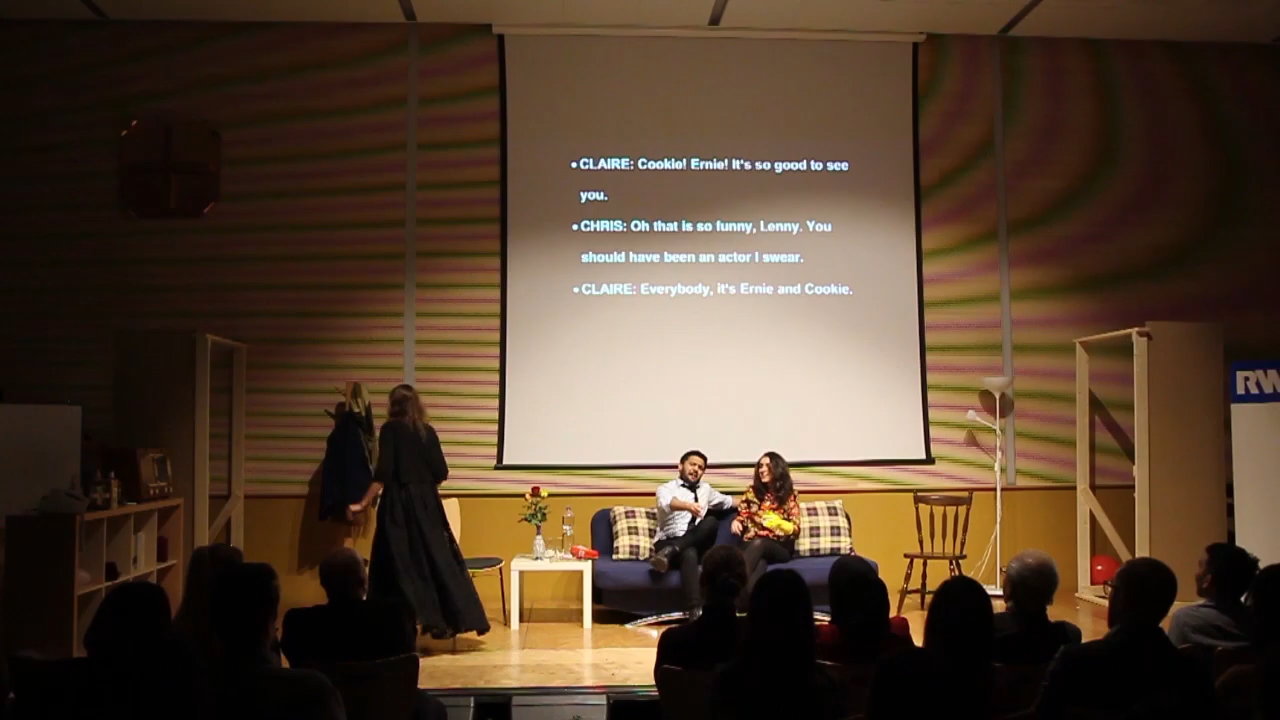 • CLAIRE: Cookie! Ernie! It's so good to see
you.
• CHRIS: Oh that is so funny, Lenny. You
should have been an actor I swear.
• CLAIRE: Everybody, it's Ernie and Cookie.
RW